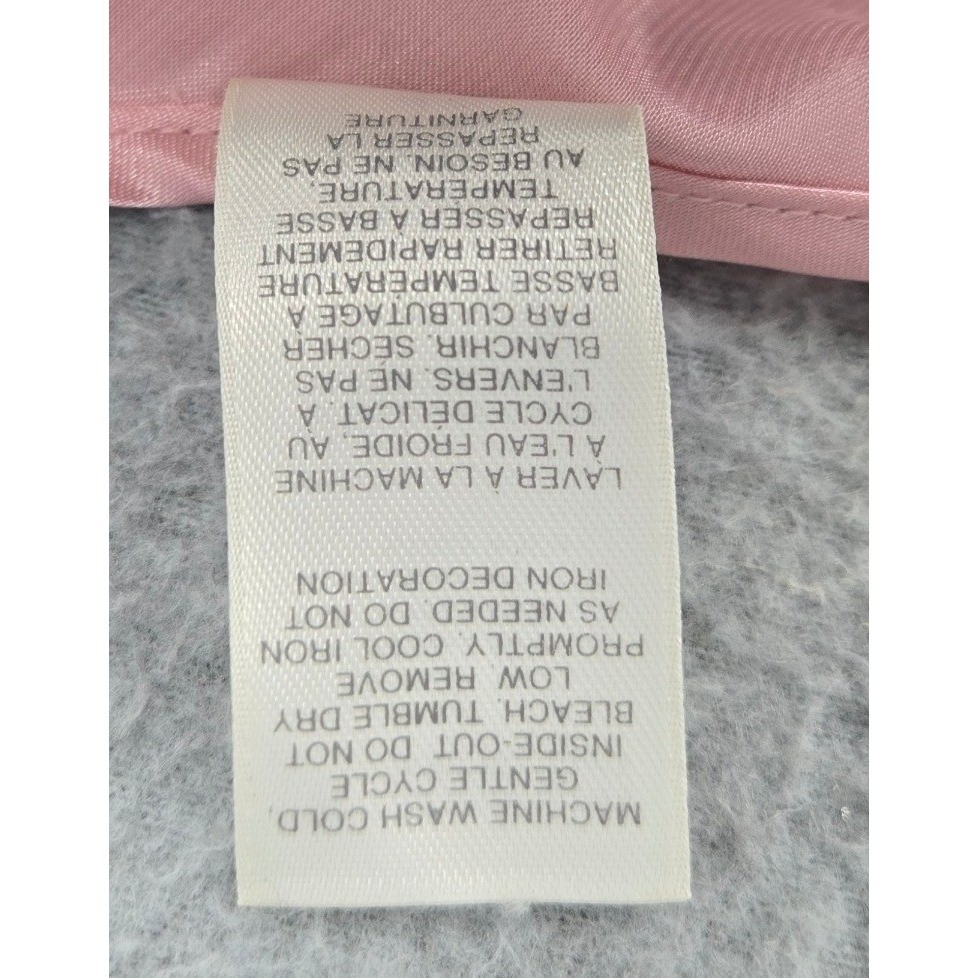 MACHINE WASH COLD,
GENTLE CYCLE
INSIDE-OUT. DO NOT
BLEACH. TUMBLE DRY
LOW. REMOVE
PROMPTLY. COOL IRON
AS NEEDED. DO NOT
IRON DECORATION
LAVER À LA MACHINE
À L'EAU FROIDE, AU
CYCLE DÉLICAT. À
L'ENVERS. NE PAS
BLANCHIR. SÉCHER
PAR CULBUTAGE À
BASSE TEMPÉRATURE
RETIRER RAPIDEMENT
REPASSER À BASSE
TEMPÉRATURE.
AU BESOIN. NE PAS
REPASSER LA
GARNITURE